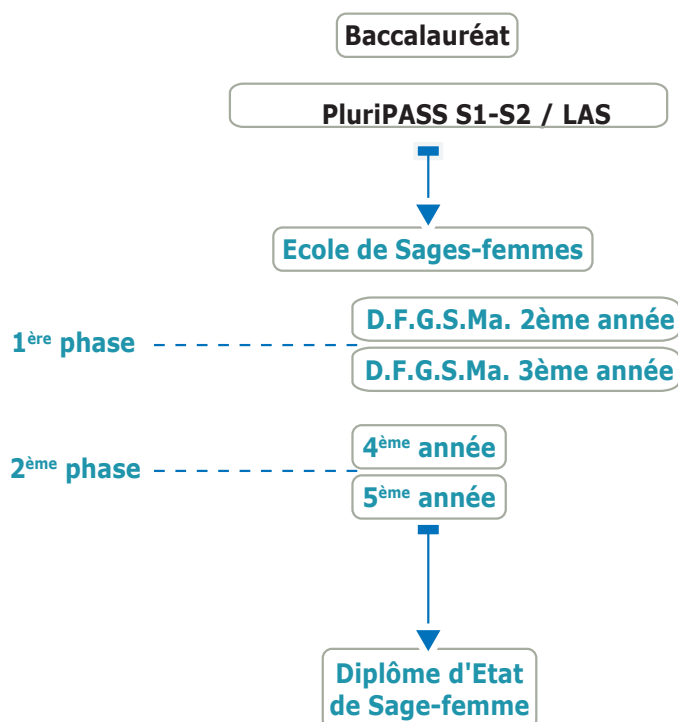 Baccalauréat
PluriPASS S1-S2 / LAS
Ecole de Sages-femmes
1ère phase
D.F.G.S.Ma. 2ème année
D.F.G.S.Ma. 3ème année
2ème phase
4ème année
5ème année
Diplôme d'Etat
de Sage-femme